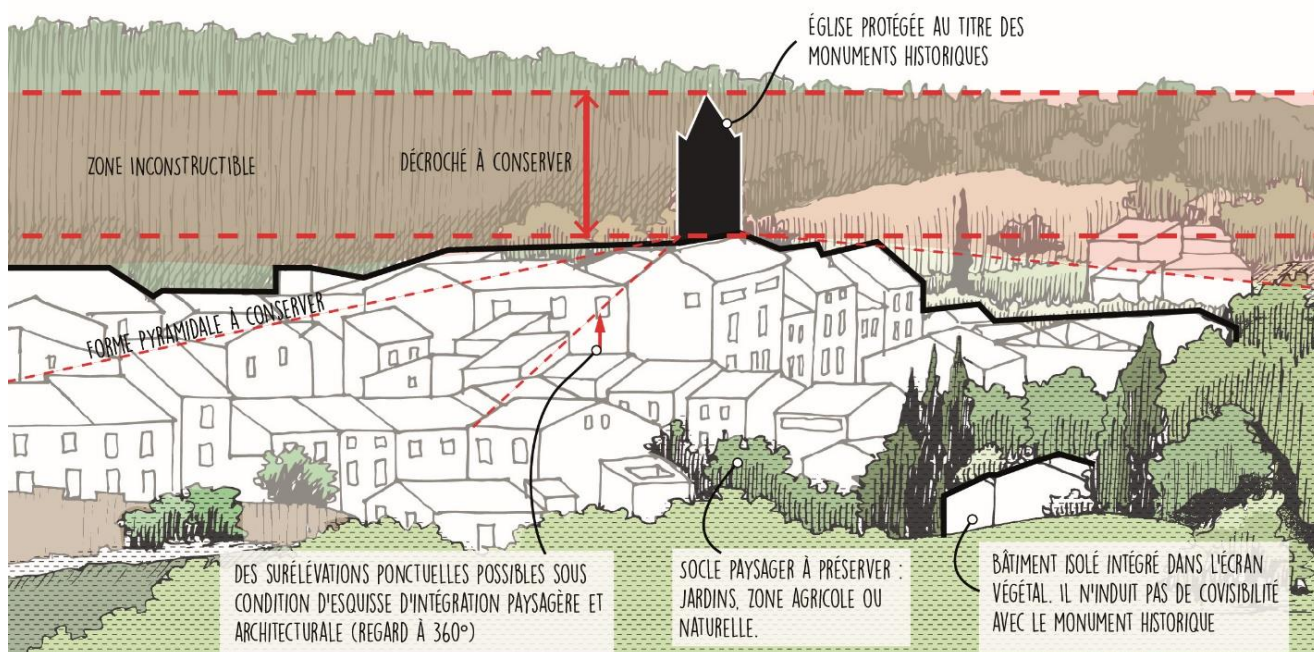 ÉGLISE PROTÉGÉE AU TITRE DES
MONUMENTS HISTORIQUES
ZONE INCONSTRUCTIBLE
DÉCROCHÉ À CONSERVER
FORME PYRAMIDALE À CONSERVER
DES SURÉLÉVATIONS PONCTUELLES POSSIBLES SOUS
CONDITION D'ESQUISSE D'INTÉGRATION PAYSAGÈRE ET
ARCHITECTURALE (REGARD À 360°)
SOCLE PAYSAGER À PRÉSERVER :
JARDINS, ZONE AGRICOLE OU
NATURELLE.
BÂTIMENT ISOLÉ INTÉGRÉ DANS L'ÉCRAN
VÉGÉTAL. IL N'INDUIT PAS DE COVISIBILITÉ
AVEC LE MONUMENT HISTORIQUE